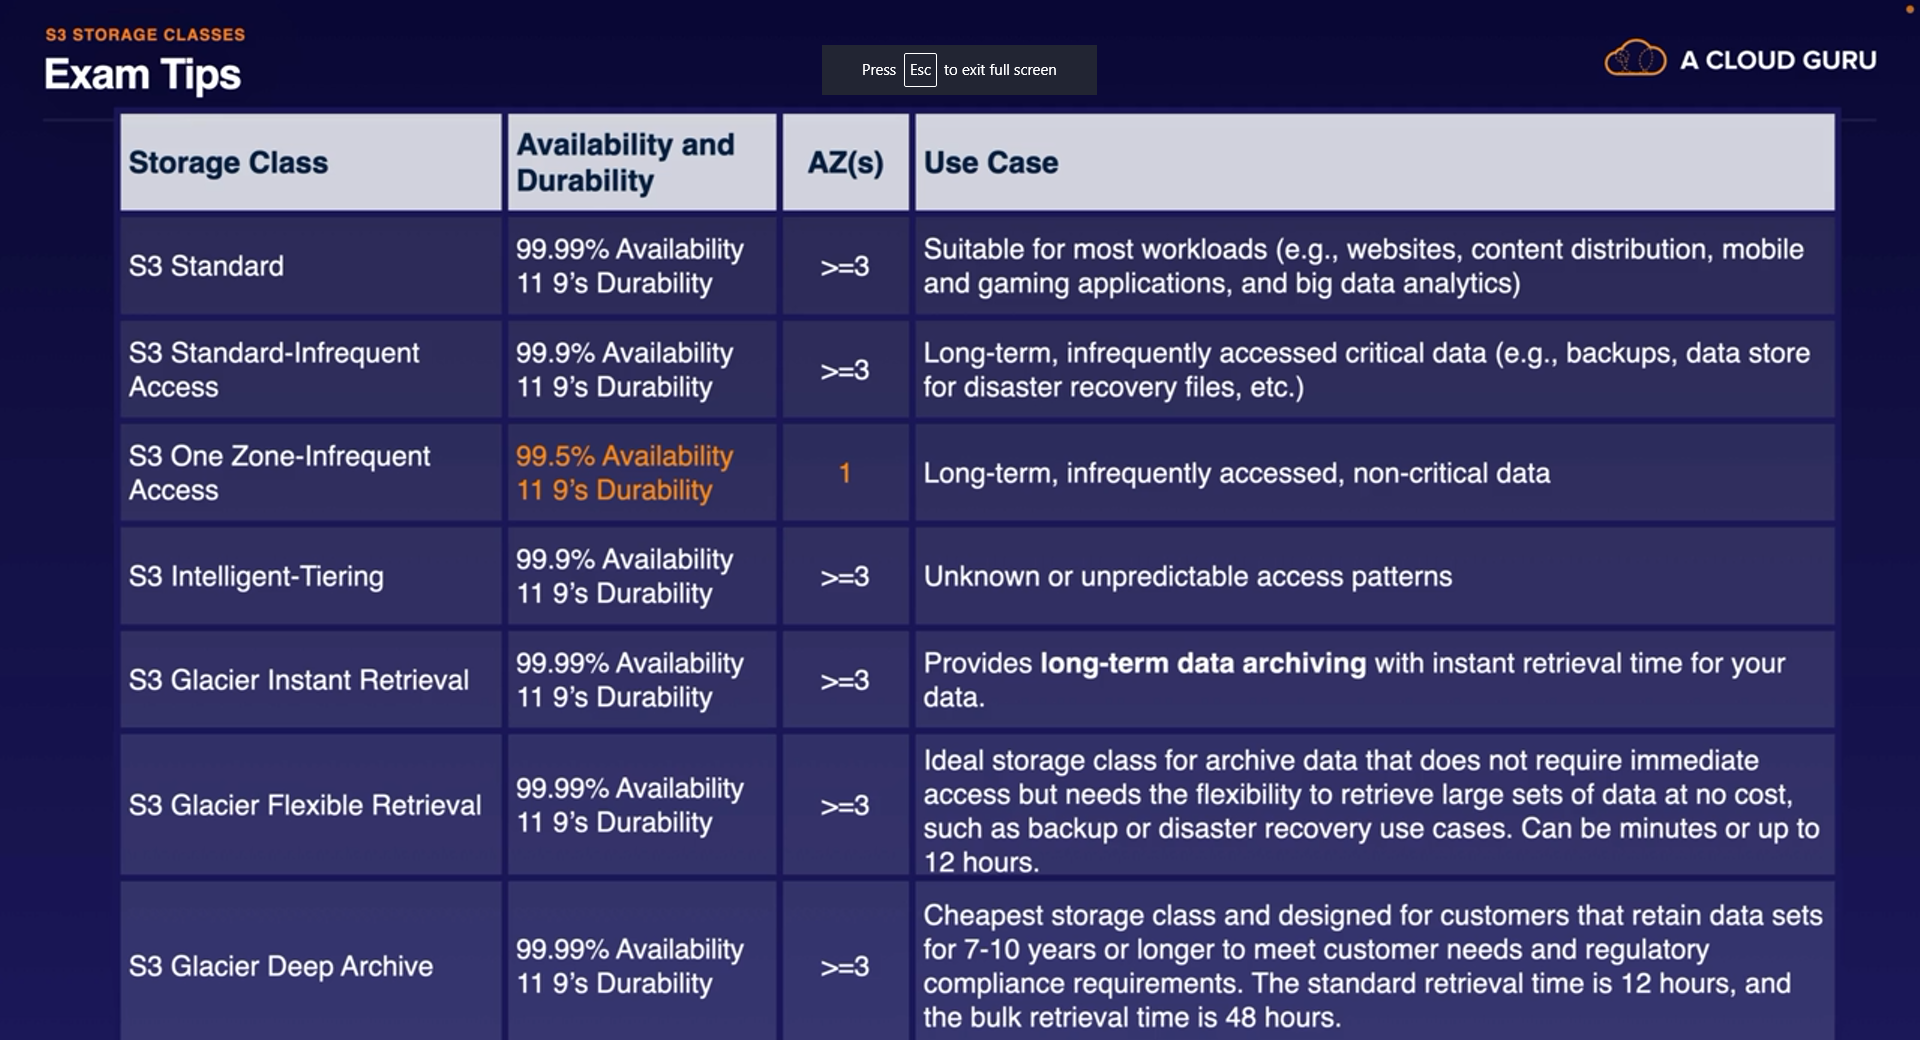 S3 STORAGE CLASSES
Exam Tips
Press Esc to exit full screen
A CLOUD GURU
Storage Class
Availability and
Durability
AZ(s)
Use Case
S3 Standard
99.99% Availability
11 9’s Durability
>=3
Suitable for most workloads (e.g., websites, content distribution, mobile
and gaming applications, and big data analytics)
S3 Standard-Infrequent
Access
99.9% Availability
11 9’s Durability
>=3
Long-term, infrequently accessed critical data (e.g., backups, data store
for disaster recovery files, etc.)
S3 One Zone-Infrequent
Access
99.5% Availability
11 9’s Durability
1
Long-term, infrequently accessed, non-critical data
S3 Intelligent-Tiering
99.9% Availability
11 9’s Durability
>=3
Unknown or unpredictable access patterns
S3 Glacier Instant Retrieval
99.99% Availability
11 9’s Durability
>=3
Provides long-term data archiving with instant retrieval time for your
data.
S3 Glacier Flexible Retrieval
99.99% Availability
11 9’s Durability
>=3
Ideal storage class for archive data that does not require immediate
access but needs the flexibility to retrieve large sets of data at no cost,
such as backup or disaster recovery use cases. Can be minutes or up to
12 hours.
S3 Glacier Deep Archive
99.99% Availability
11 9’s Durability
>=3
Cheapest storage class and designed for customers that retain data sets
for 7-10 years or longer to meet customer needs and regulatory
compliance requirements. The standard retrieval time is 12 hours, and
the bulk retrieval time is 48 hours.